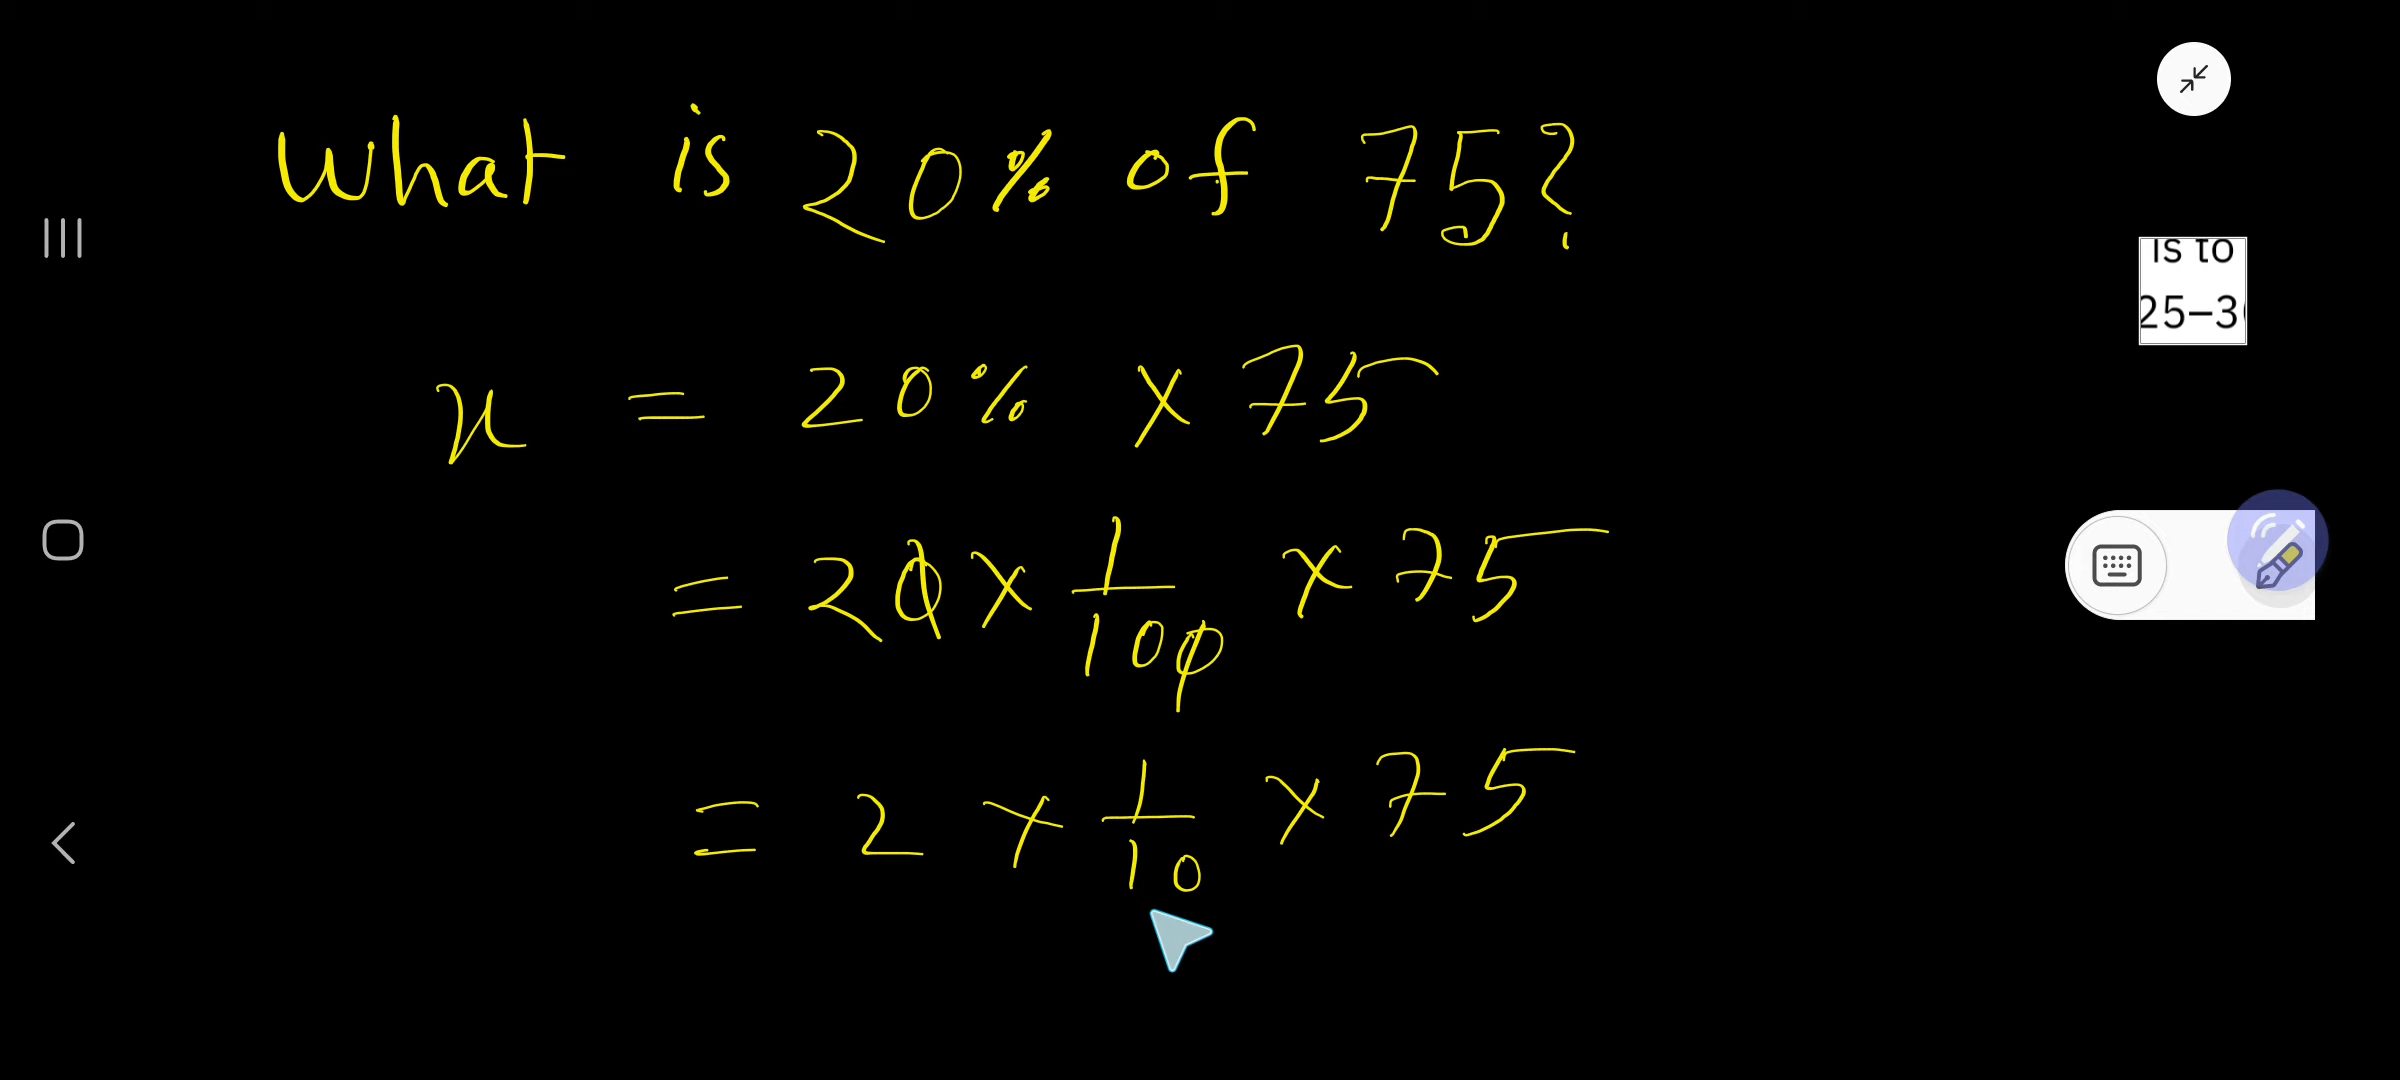 What is 20% of 75?
is to
25–3
x = 20% × 75
= 20 × 1/100 × 75
= 2 × 1/10 × 75